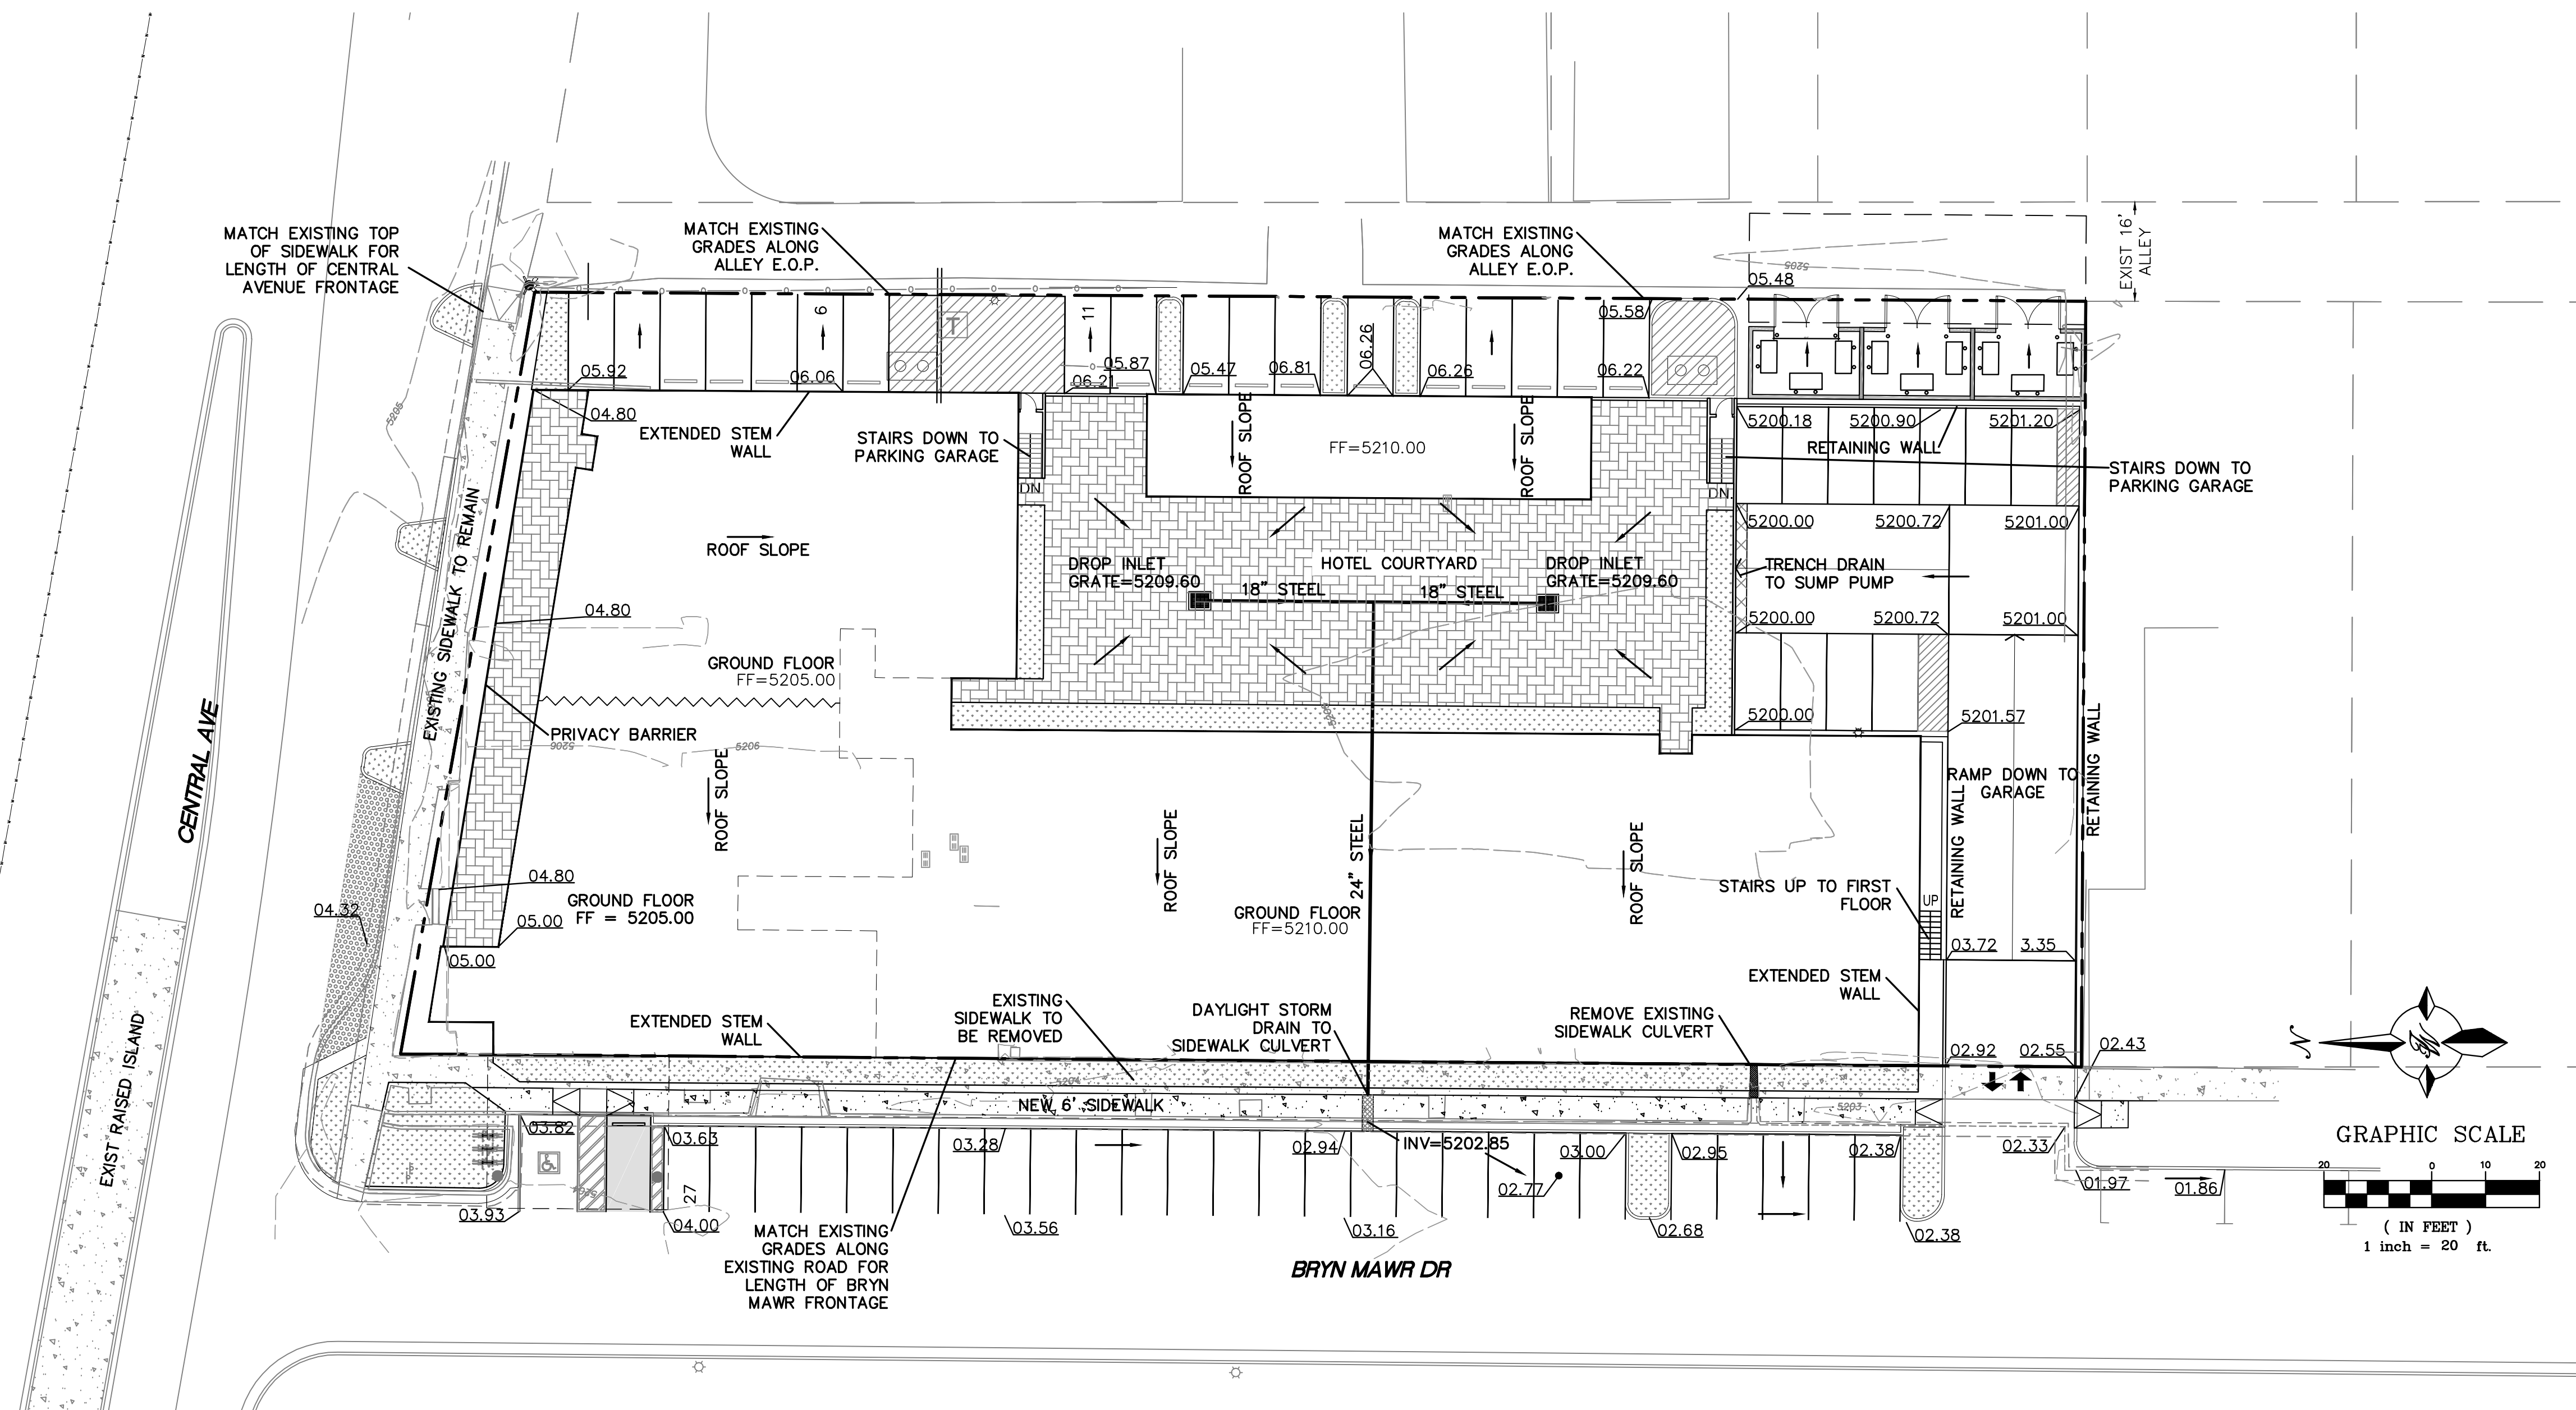 MATCH EXISTING TOP
OF SIDEWALK FOR
LENGTH OF CENTRAL
AVENUE FRONTAGE
MATCH EXISTING
GRADES ALONG
ALLEY E.O.P.
MATCH EXISTING
GRADES ALONG
ALLEY E.O.P.
EXIST 16'
ALLEY
5205
05.48
05.58
6
11
T
05.92
06.06
06.21
05.87
05.47
06.81
06.26
06.26
06.22
04.80
EXTENDED STEM
WALL
STAIRS DOWN TO
PARKING GARAGE
DN
ROOF SLOPE
FF=5210.00
ROOF SLOPE
DN
5200.18
5200.90
5201.20
RETAINING WALL
STAIRS DOWN TO
PARKING GARAGE
5205
EXISTING SIDEWALK TO REMAIN
ROOF SLOPE
DROP INLET
GRATE=5209.60
18" STEEL
HOTEL COURTYARD
18" STEEL
DROP INLET
GRATE=5209.60
5200.00
5200.72
5201.00
TRENCH DRAIN
TO SUMP PUMP
5200.00
5200.72
5201.00
04.80
GROUND FLOOR
FF=5205.00
PRIVACY BARRIER
5206
5206
5205
5200.00
5201.57
CENTRAL AVE
ROOF SLOPE
ROOF SLOPE
24" STEEL
ROOF SLOPE
RAMP DOWN TO
GARAGE
RETAINING WALL
RETAINING WALL
04.80
04.32
GROUND FLOOR
FF = 5205.00
05.00
05.00
GROUND FLOOR
FF=5210.00
STAIRS UP TO FIRST
FLOOR
UP
03.72
3.35
EXTENDED STEM
WALL
EXIST RAISED ISLAND
EXTENDED STEM
WALL
EXISTING
SIDEWALK TO
BE REMOVED
DAYLIGHT STORM
DRAIN TO
SIDEWALK CULVERT
REMOVE EXISTING
SIDEWALK CULVERT
02.92
02.55
02.43
N
5204
NEW 6' SIDEWALK
5203
03.82
03.63
03.28
02.94
INV=5202.85
03.00
02.95
02.38
02.33
5204
27
02.77
01.97
01.86
03.93
04.00
03.56
03.16
02.68
02.38
MATCH EXISTING
GRADES ALONG
EXISTING ROAD FOR
LENGTH OF BRYN
MAWR FRONTAGE
BRYN MAWR DR
GRAPHIC SCALE
20 0 10 20
( IN FEET )
1 inch = 20 ft.